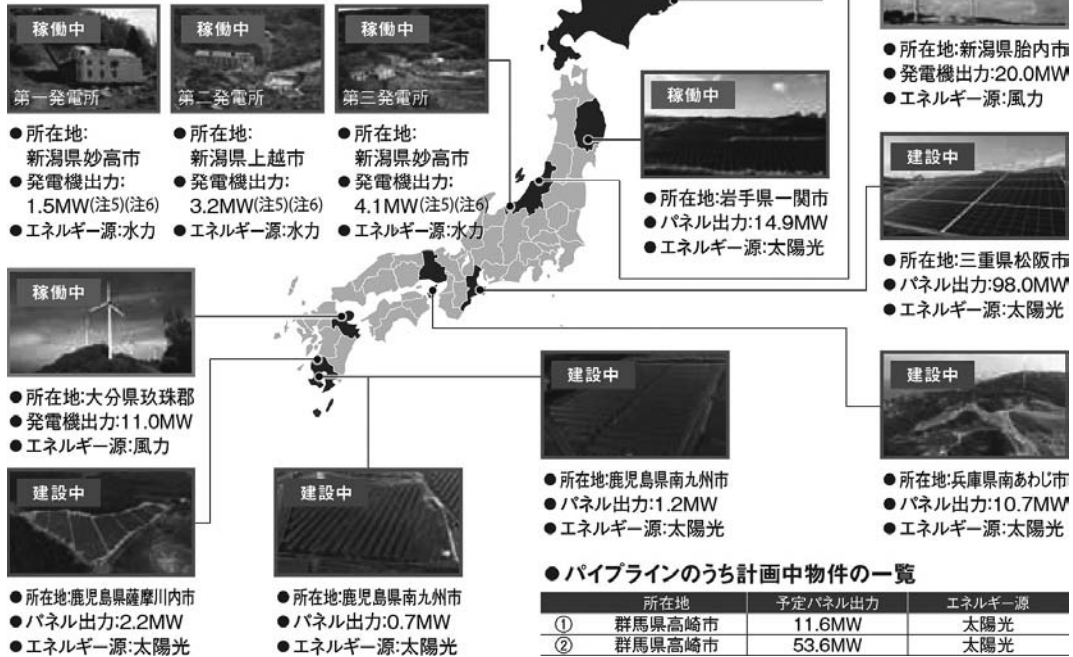 稼働中
第一発電所
●所在地:
新潟県妙高市
●発電機出力:
1.5MW(注5)(注6)
●エネルギー源:水力
稼働中
第二発電所
●所在地:
新潟県上越市
●発電機出力:
3.2MW(注5)(注6)
●エネルギー源:水力
稼働中
第三発電所
●所在地:
新潟県妙高市
●発電機出力:
4.1MW(注5)(注6)
●エネルギー源:水力
稼働中
●所在地:岩手県一関市
●パネル出力:14.9MW
●エネルギー源:太陽光
●所在地:新潟県胎内市
●発電機出力:20.0MW
●エネルギー源:風力
建設中
●所在地:三重県松阪市
●パネル出力:98.0MW
●エネルギー源:太陽光
稼働中
●所在地:大分県玖珠郡
●発電機出力:11.0MW
●エネルギー源:風力
建設中
●所在地:鹿児島県南九州市
●パネル出力:1.2MW
●エネルギー源:太陽光
建設中
●所在地:兵庫県南あわじ市
●パネル出力:10.7MW
●エネルギー源:太陽光
建設中
●所在地:鹿児島県薩摩川内市
●パネル出力:2.2MW
●エネルギー源:太陽光
建設中
●所在地:鹿児島県南九州市
●パネル出力:0.7MW
●エネルギー源:太陽光
●パイプラインのうち計画中物件の一覧
所在地 予定パネル出力 エネルギー源
① 群馬県高崎市 11.6MW 太陽光
② 群馬県高崎市 53.6MW 太陽光